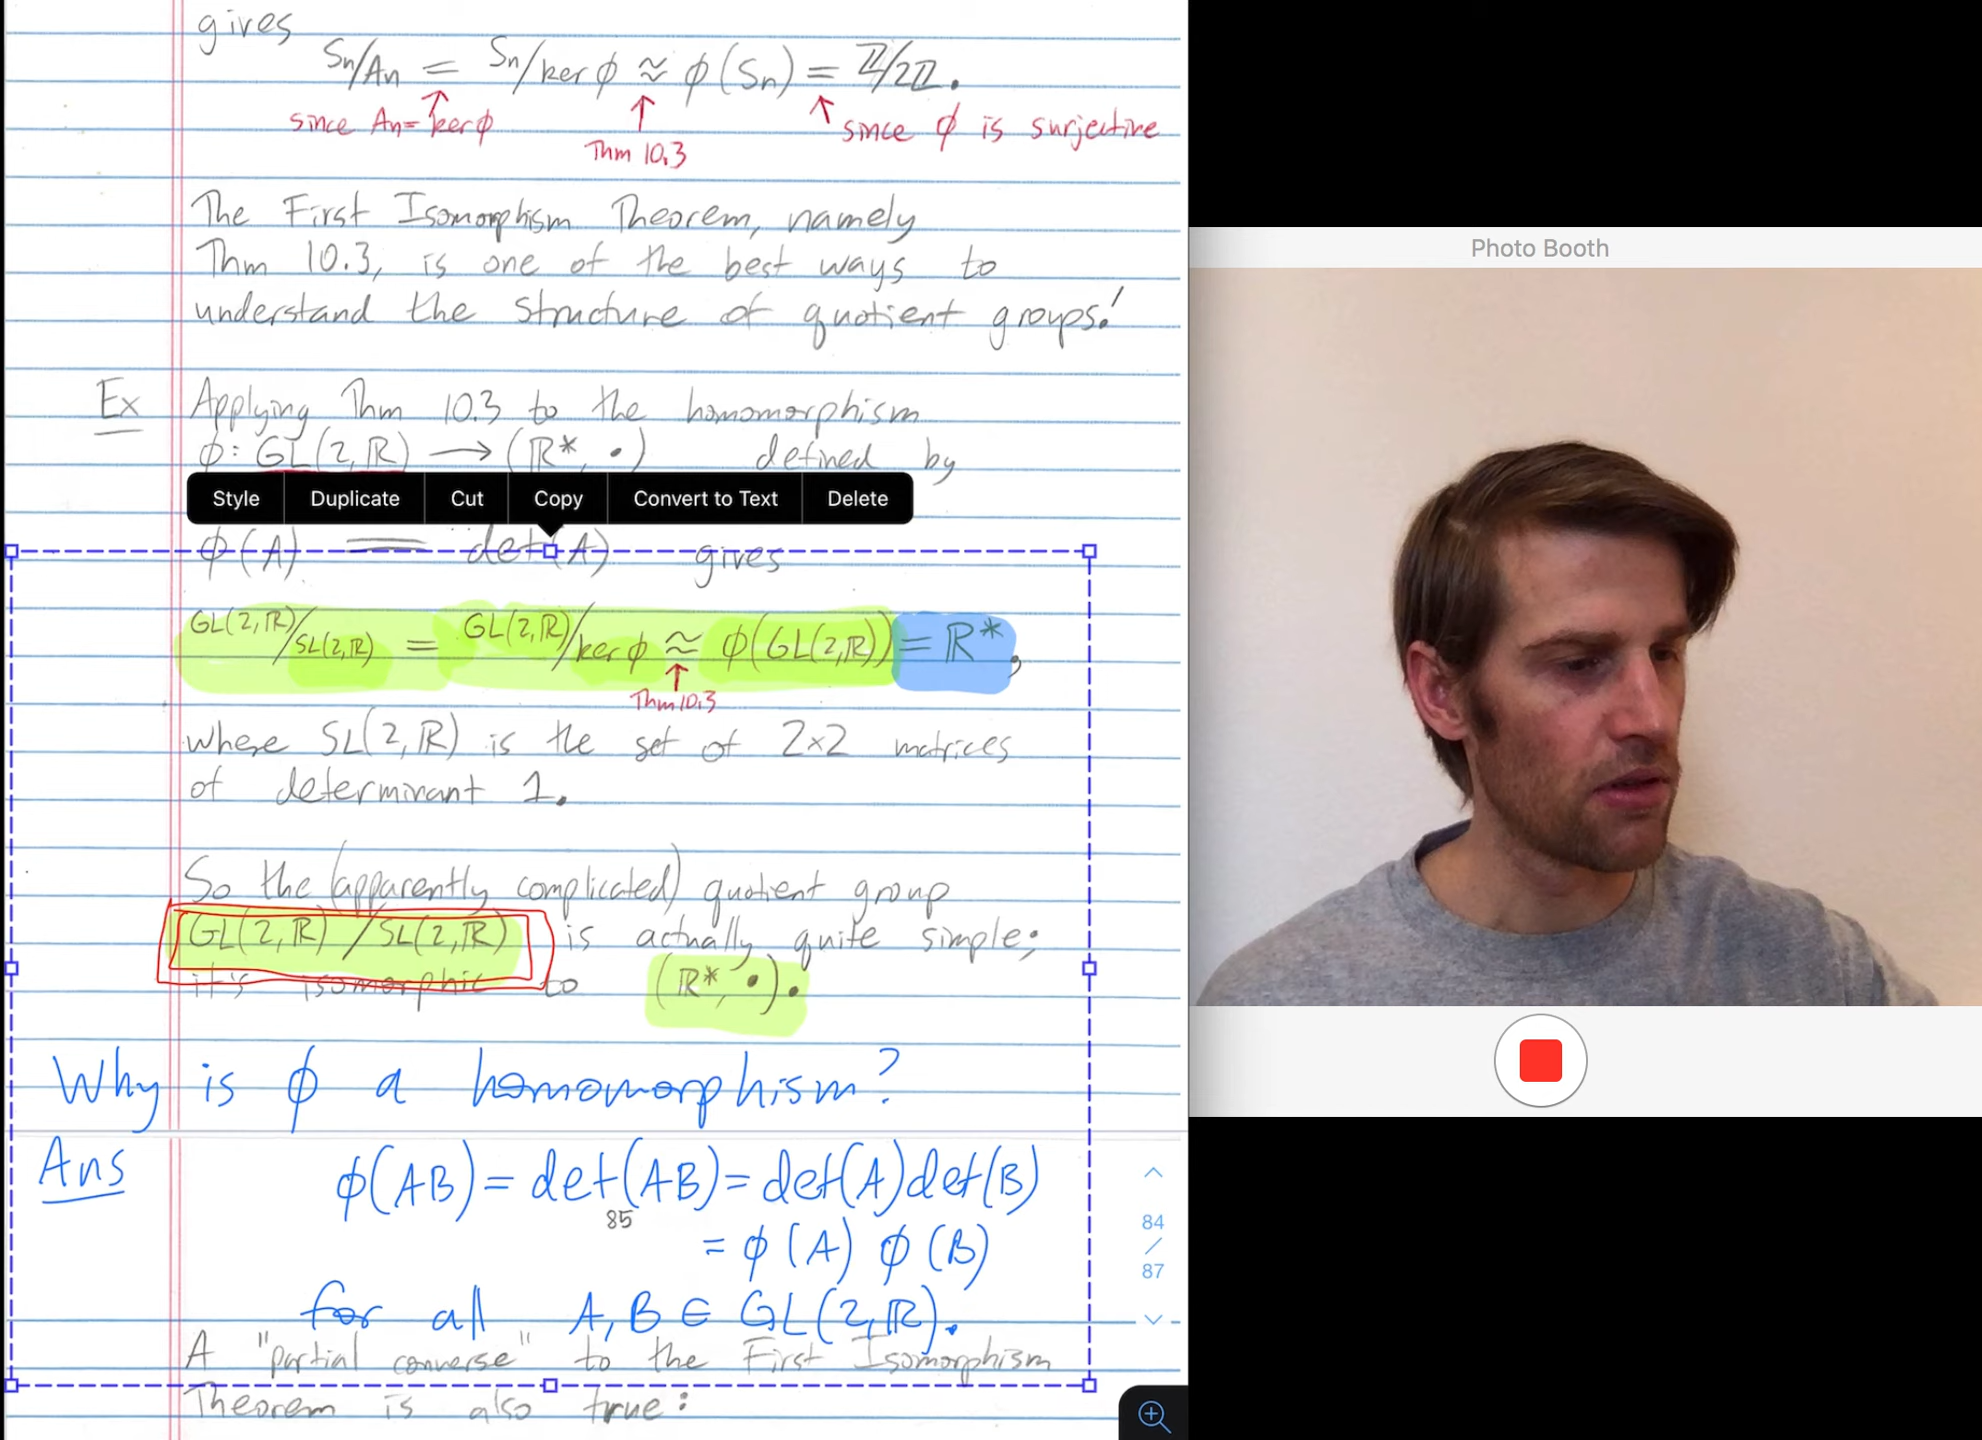 gives
Sn/An = Sn/ker ϕ ≈ ϕ(Sn) = ℤ/2ℤ.
since An = ker ϕ
Thm 10.3
since ϕ is surjective
The First Isomorphism Theorem, namely
Thm 10.3, is one of the best ways to
understand the structure of quotient groups!
Ex Applying Thm 10.3 to the homomorphism
ϕ: GL(2,ℝ) → (ℝ*, •) defined by
Style Duplicate Cut Copy Convert to Text Delete
ϕ(A) = det(A) gives
GL(2,ℝ)/SL(2,ℝ) = GL(2,ℝ)/ker ϕ ≈ ϕ(GL(2,ℝ)) = ℝ*,
Thm 10.3
where SL(2,ℝ) is the set of 2×2 matrices
of determinant 1.
So the (apparently complicated) quotient group
GL(2,ℝ)/SL(2,ℝ) is actually quite simple;
it's isomorphic to (ℝ*, •).
Why is ϕ a homomorphism?
Ans ϕ(AB) = det(AB) = det(A)det(B)
85
= ϕ(A) ϕ(B)
for all A, B ∈ GL(2,ℝ).
A "partial converse" to the First Isomorphism
Theorem is also true:
84
/
87
Photo Booth